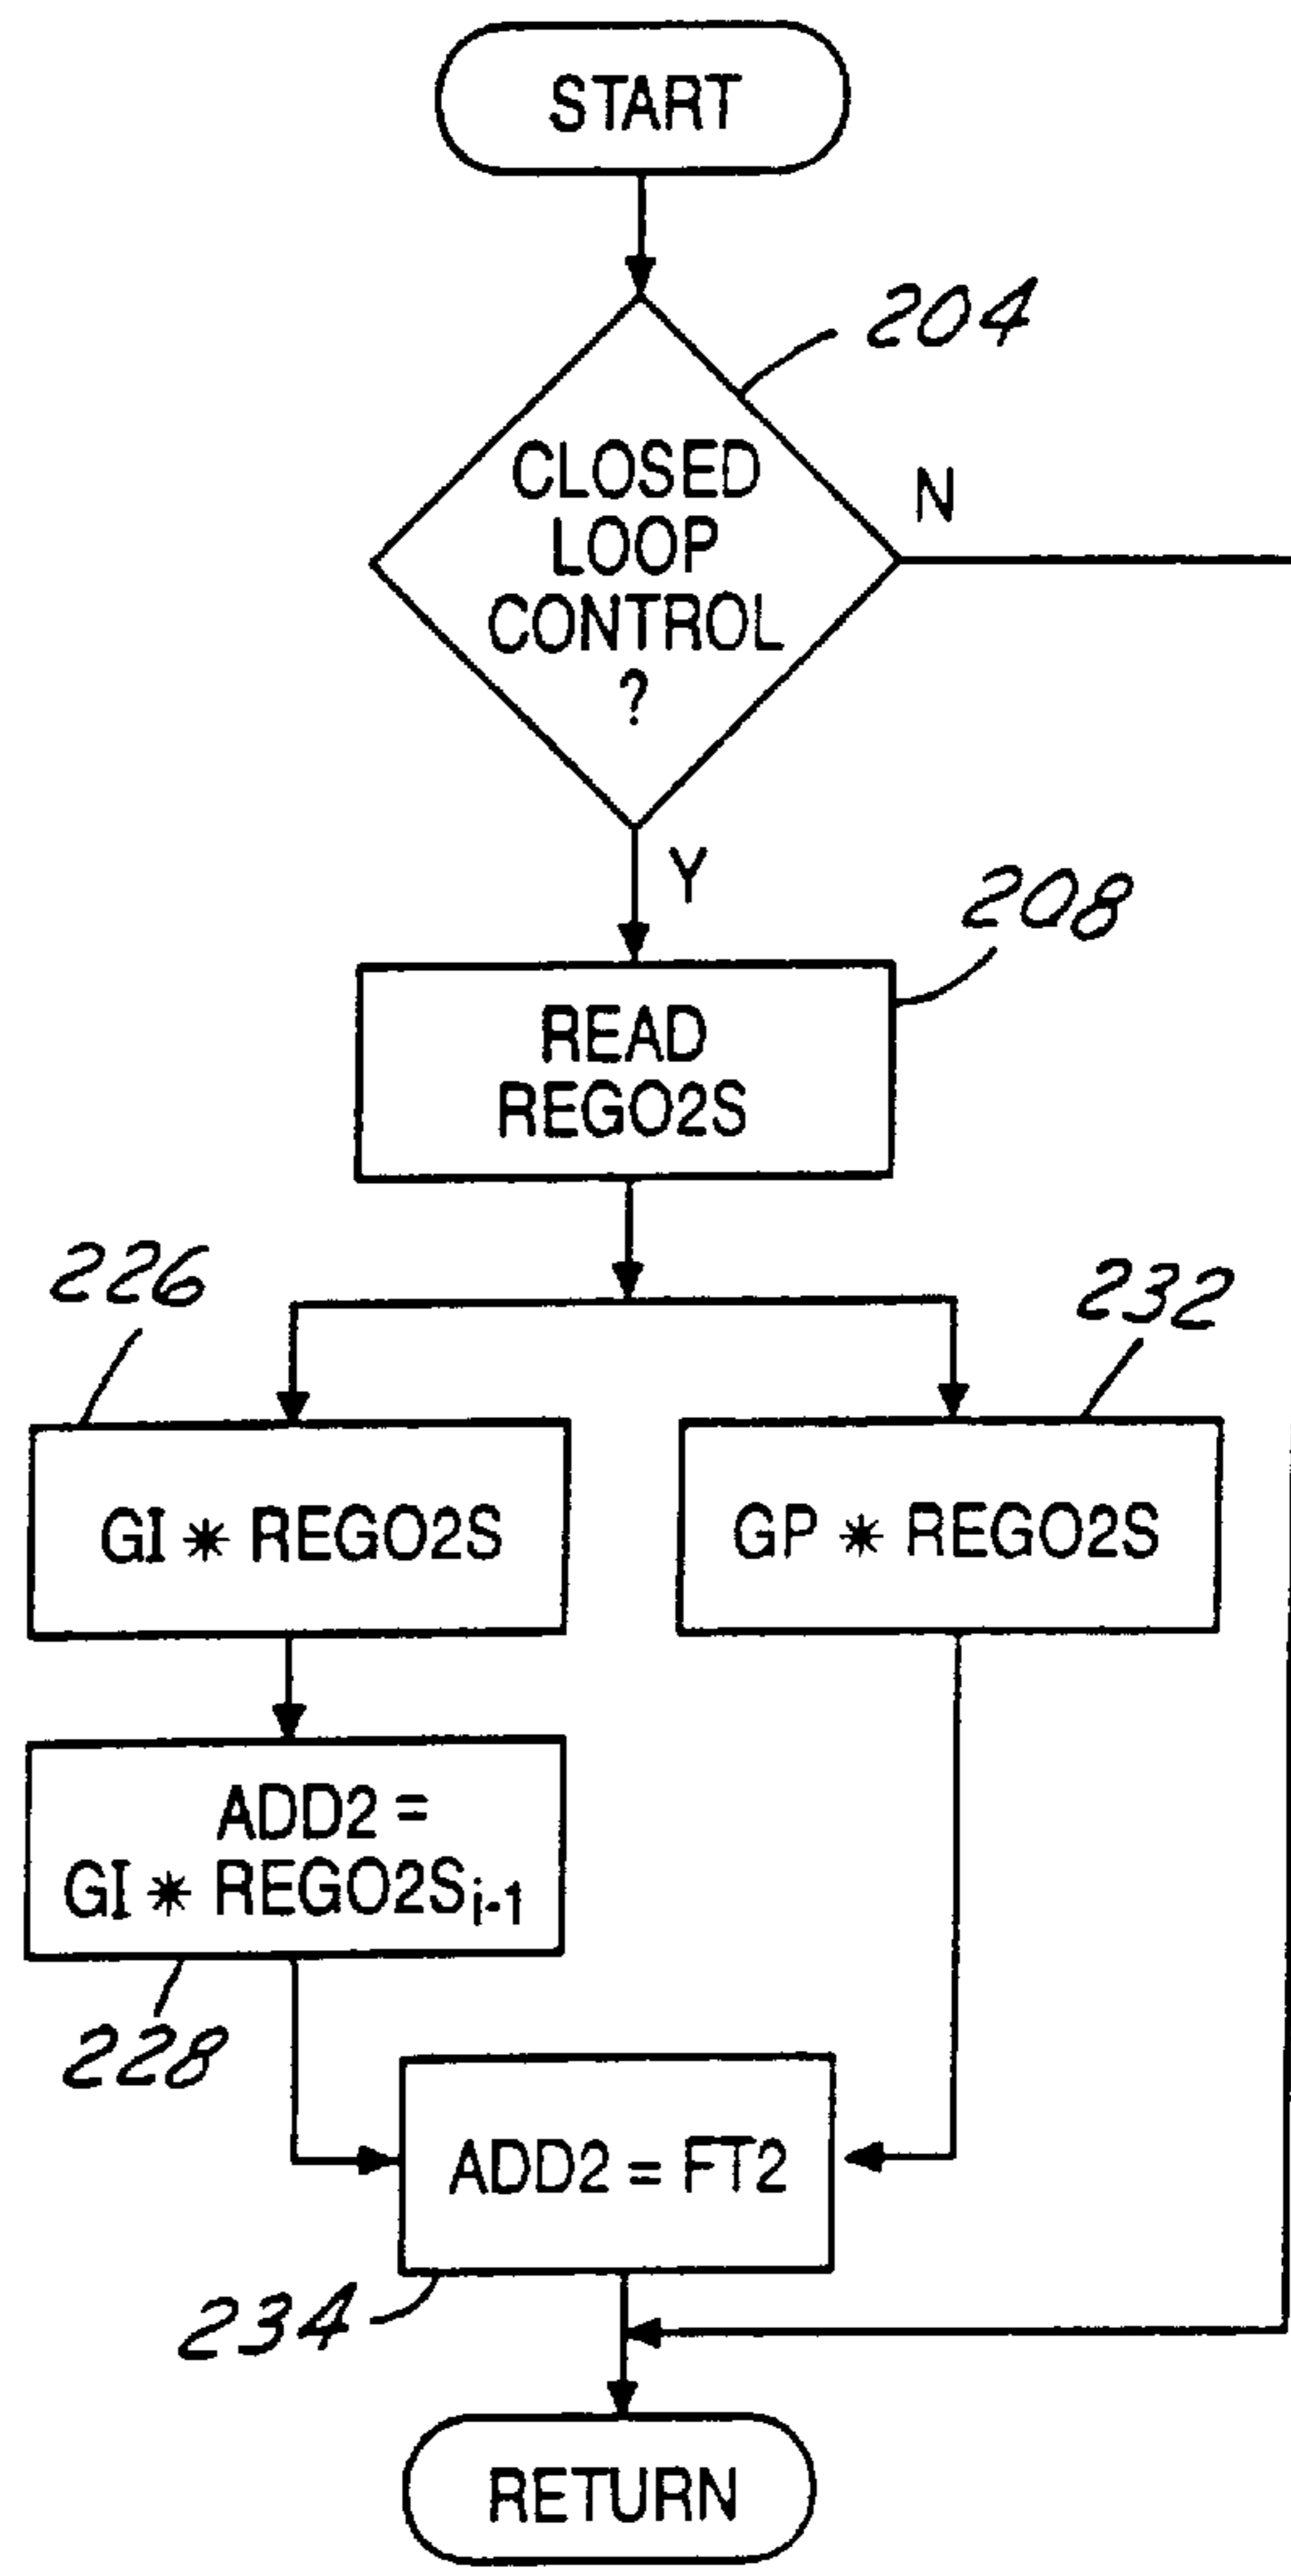 START
204
CLOSED
LOOP
CONTROL
?
N
Y
208
READ
REGO2S
226
232
GI * REGO2S
GP * REGO2S
ADD2 =
GI * REGO2Si-1
228
ADD2 = FT2
234
RETURN